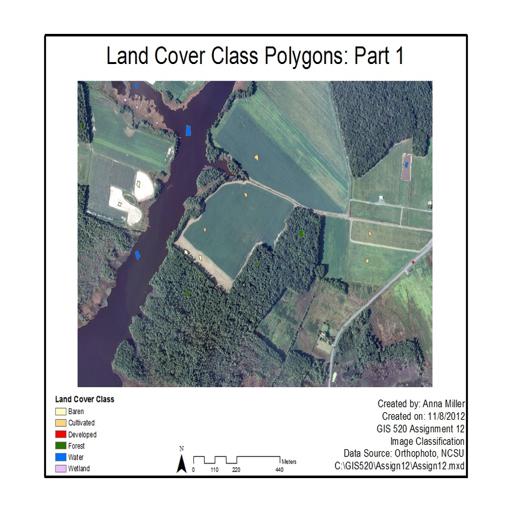 Land Cover Class Polygons: Part 1
Land Cover Class
Baren
Cultivated
Developed
Forest
Water
Wetland
N
Meters
0 110 220 440
Created by: Anna Miller
Created on: 11/8/2012
GIS 520 Assignment 12
Image Classification
Data Source: Orthophoto, NCSU
C:\GIS520\Assign12\Assign12.mxd